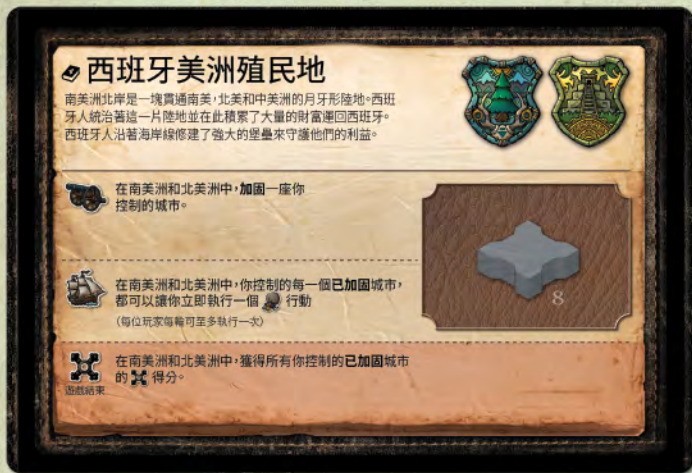 西班牙美洲殖民地
南美洲北岸是一塊貫通南美,北美和中美洲的月牙形陸地。西班
牙人統治著這一片陸地並在此積累了大量的財富運回西班牙。
西班牙人沿著海岸線修建了強大的堡壘來守護他們的利益。
在南美洲和北美洲中,加固一座你
控制的城市。
在南美洲和北美洲中,你控制的每一個已加固城市,
都可以讓你立即執行一個 行動
(每位玩家每輪可至多執行一次)
8
在南美洲和北美洲中,獲得所有你控制的已加固城市
的 得分。
遊戲結束